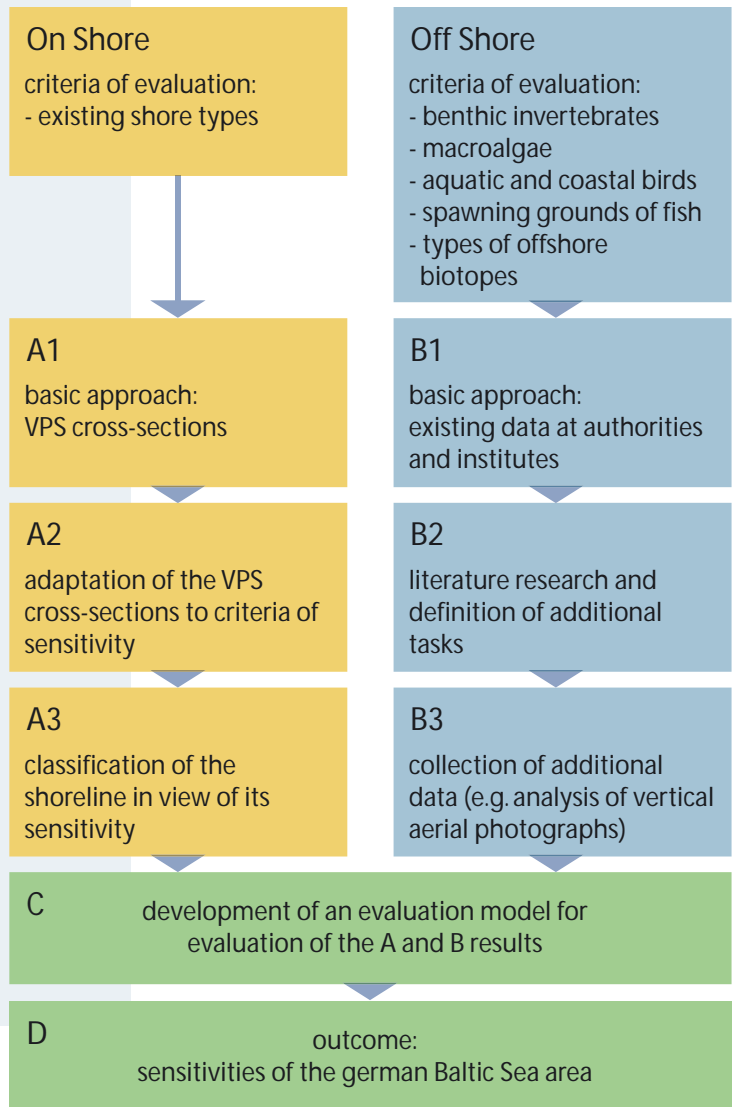 On Shore
criteria of evaluation:
- existing shore types
Off Shore
criteria of evaluation:
- benthic invertebrates
- macroalgae
- aquatic and coastal birds
- spawning grounds of fish
- types of offshore
biotopes
A1
basic approach:
VPS cross-sections
B1
basic approach:
existing data at authorities
and institutes
A2
adaptation of the VPS
cross-sections to criteria of
sensitivity
B2
literature research and
definition of additional
tasks
A3
classification of the
shoreline in view of its
sensitivity
B3
collection of additional
data (e.g. analysis of vertical
aerial photographs)
C
development of an evaluation model for
evaluation of the A and B results
D
outcome:
sensitivities of the german Baltic Sea area